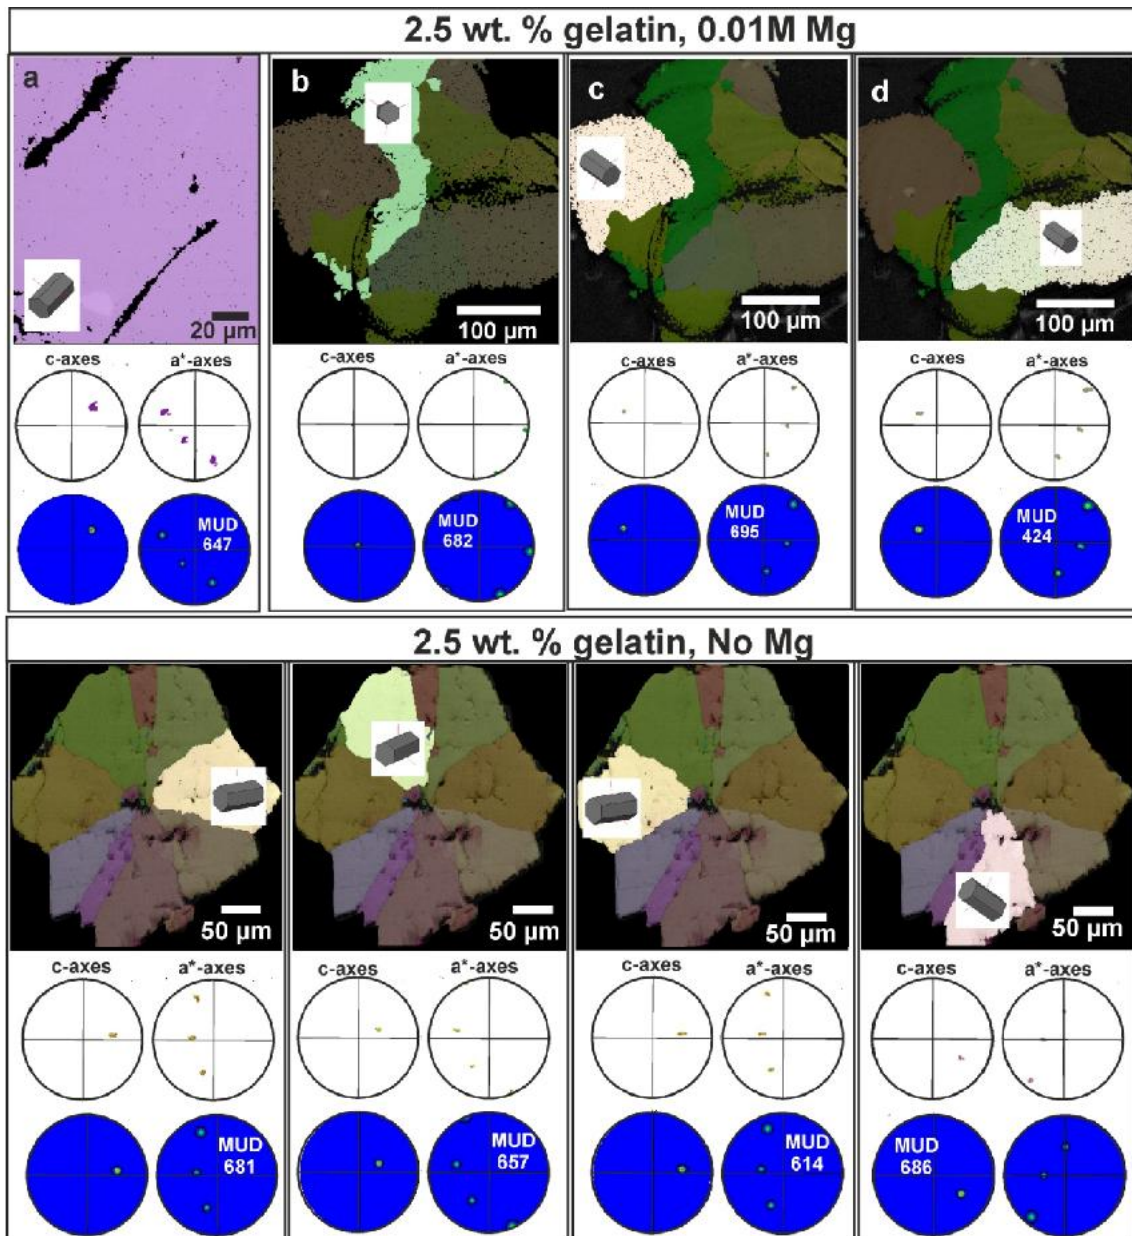 2.5 wt. % gelatin, 0.01M Mg
a
b
c
d
20 µm
100 µm
100 µm
100 µm
c-axes a*-axes
c-axes a*-axes
c-axes a*-axes
c-axes a*-axes
MUD
647
MUD
682
MUD
695
MUD
424
2.5 wt. % gelatin, No Mg
50 µm
50 µm
50 µm
50 µm
c-axes a*-axes
c-axes a*-axes
c-axes a*-axes
c-axes a*-axes
MUD
681
MUD
657
MUD
614
MUD
686